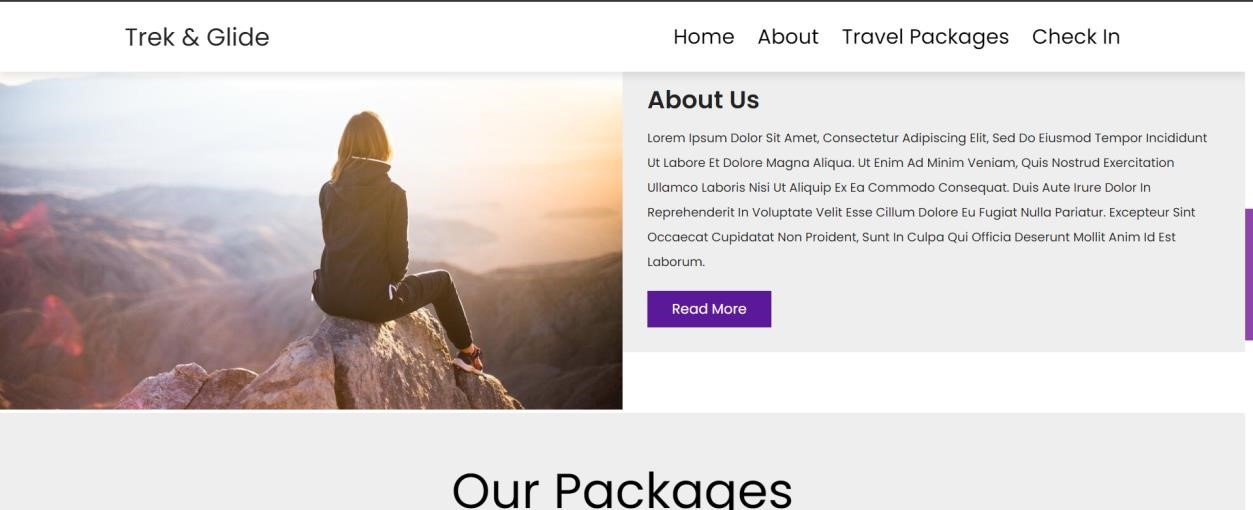 Trek & Glide
Home About Travel Packages Check In
About Us
Lorem Ipsum Dolor Sit Amet, Consectetur Adipiscing Elit, Sed Do Eiusmod Tempor Incididunt
Ut Labore Et Dolore Magna Aliqua. Ut Enim Ad Minim Veniam, Quis Nostrud Exercitation
Ullamco Laboris Nisi Ut Aliquip Ex Ea Commodo Consequat. Duis Aute Irure Dolor In
Reprehenderit In Voluptate Velit Esse Cillum Dolore Eu Fugiat Nulla Pariatur. Excepteur Sint
Occaecat Cupidatat Non Proident, Sunt In Culpa Qui Officia Deserunt Mollit Anim Id Est
Laborum.
Read More
Our Packages